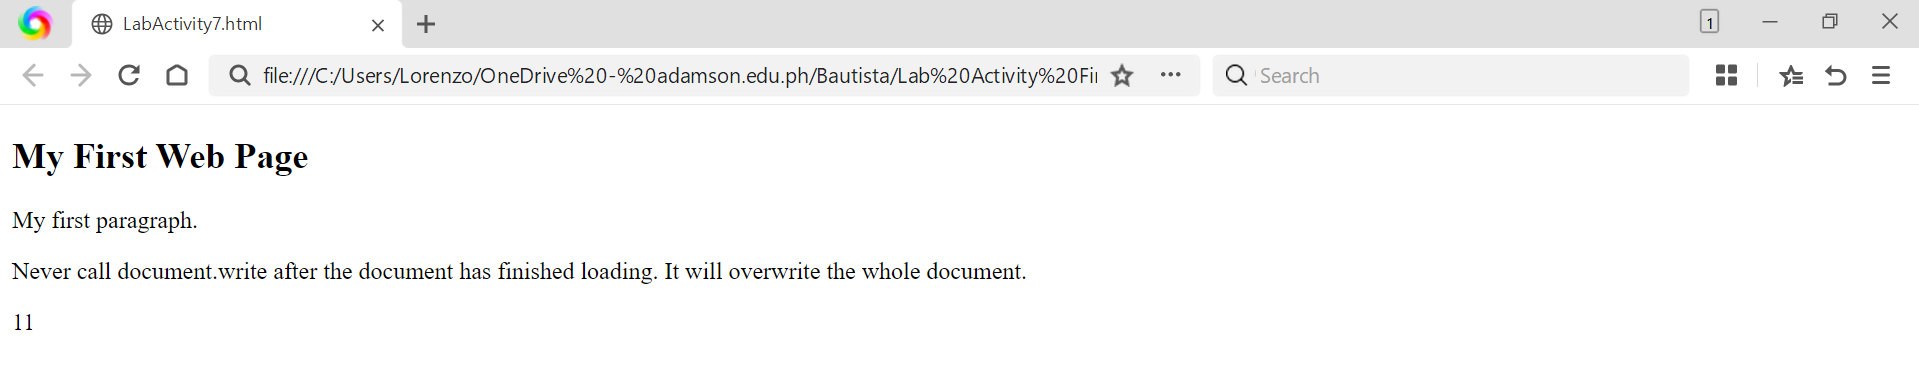 LabActivity7.html
1
file:///C:/Users/Lorenzo/OneDrive%20-%20adamson.edu.ph/Bautista/Lab%20Activity%20Fi
Search
My First Web Page
My first paragraph.
Never call document.write after the document has finished loading. It will overwrite the whole document.
11